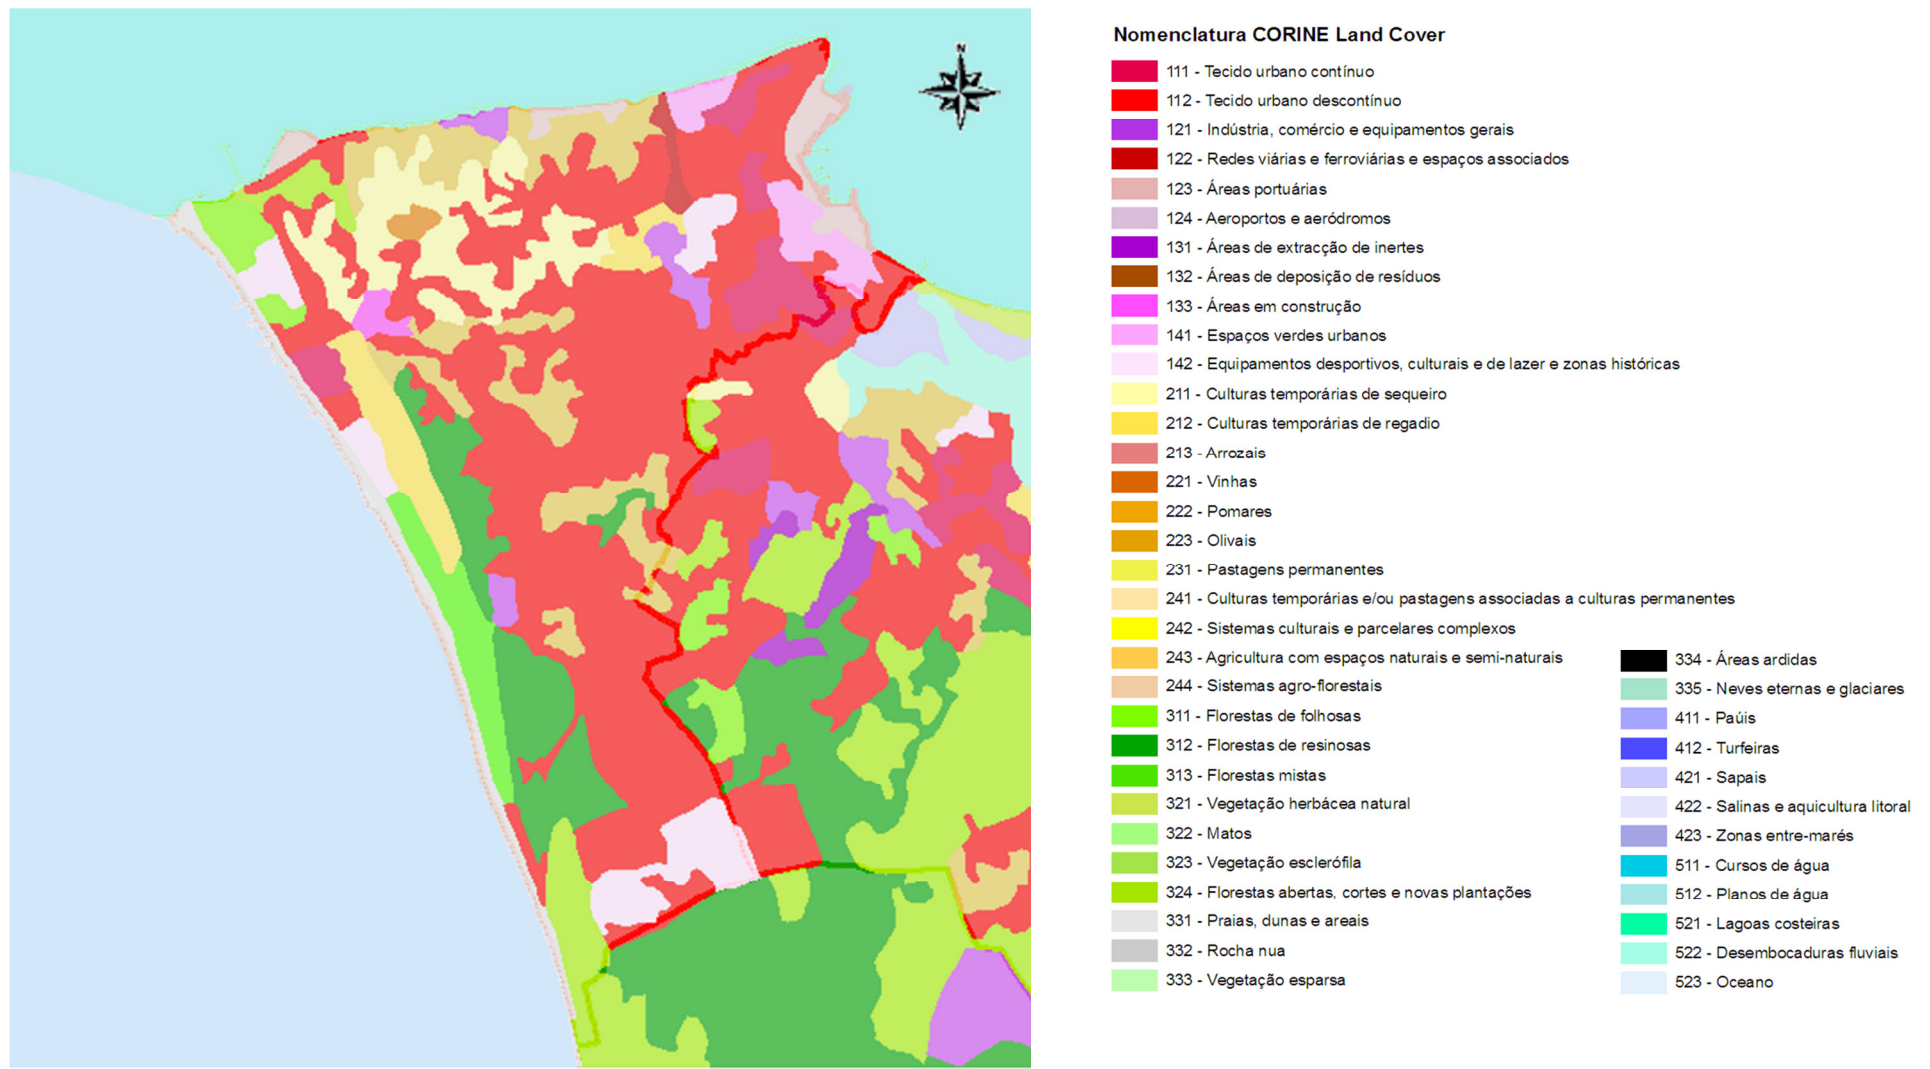 N
Nomenclatura CORINE Land Cover
111 - Tecido urbano contínuo
112 - Tecido urbano descontínuo
121 - Indústria, comércio e equipamentos gerais
122 - Redes viárias e ferroviárias e espaços associados
123 - Áreas portuárias
124 - Aeroportos e aeródromos
131 - Áreas de extracção de inertes
132 - Áreas de deposição de resíduos
133 - Áreas em construção
141 - Espaços verdes urbanos
142 - Equipamentos desportivos, culturais e de lazer e zonas históricas
211 - Culturas temporárias de sequeiro
212 - Culturas temporárias de regadio
213 - Arrozais
221 - Vinhas
222 - Pomares
223 - Olivais
231 - Pastagens permanentes
241 - Culturas temporárias e/ou pastagens associadas a culturas permanentes
242 - Sistemas culturais e parcelares complexos
243 - Agricultura com espaços naturais e semi-naturais
244 - Sistemas agro-florestais
311 - Florestas de folhosas
312 - Florestas de resinosas
313 - Florestas mistas
321 - Vegetação herbácea natural
322 - Matos
323 - Vegetação esclerófila
324 - Florestas abertas, cortes e novas plantações
331 - Praias, dunas e areais
332 - Rocha nua
333 - Vegetação esparsa
334 - Áreas ardidas
335 - Neves eternas e glaciares
411 - Paúis
412 - Turfeiras
421 - Sapais
422 - Salinas e aquicultura litoral
423 - Zonas entre-marés
511 - Cursos de água
512 - Planos de água
521 - Lagoas costeiras
522 - Desembocaduras fluviais
523 - Oceano